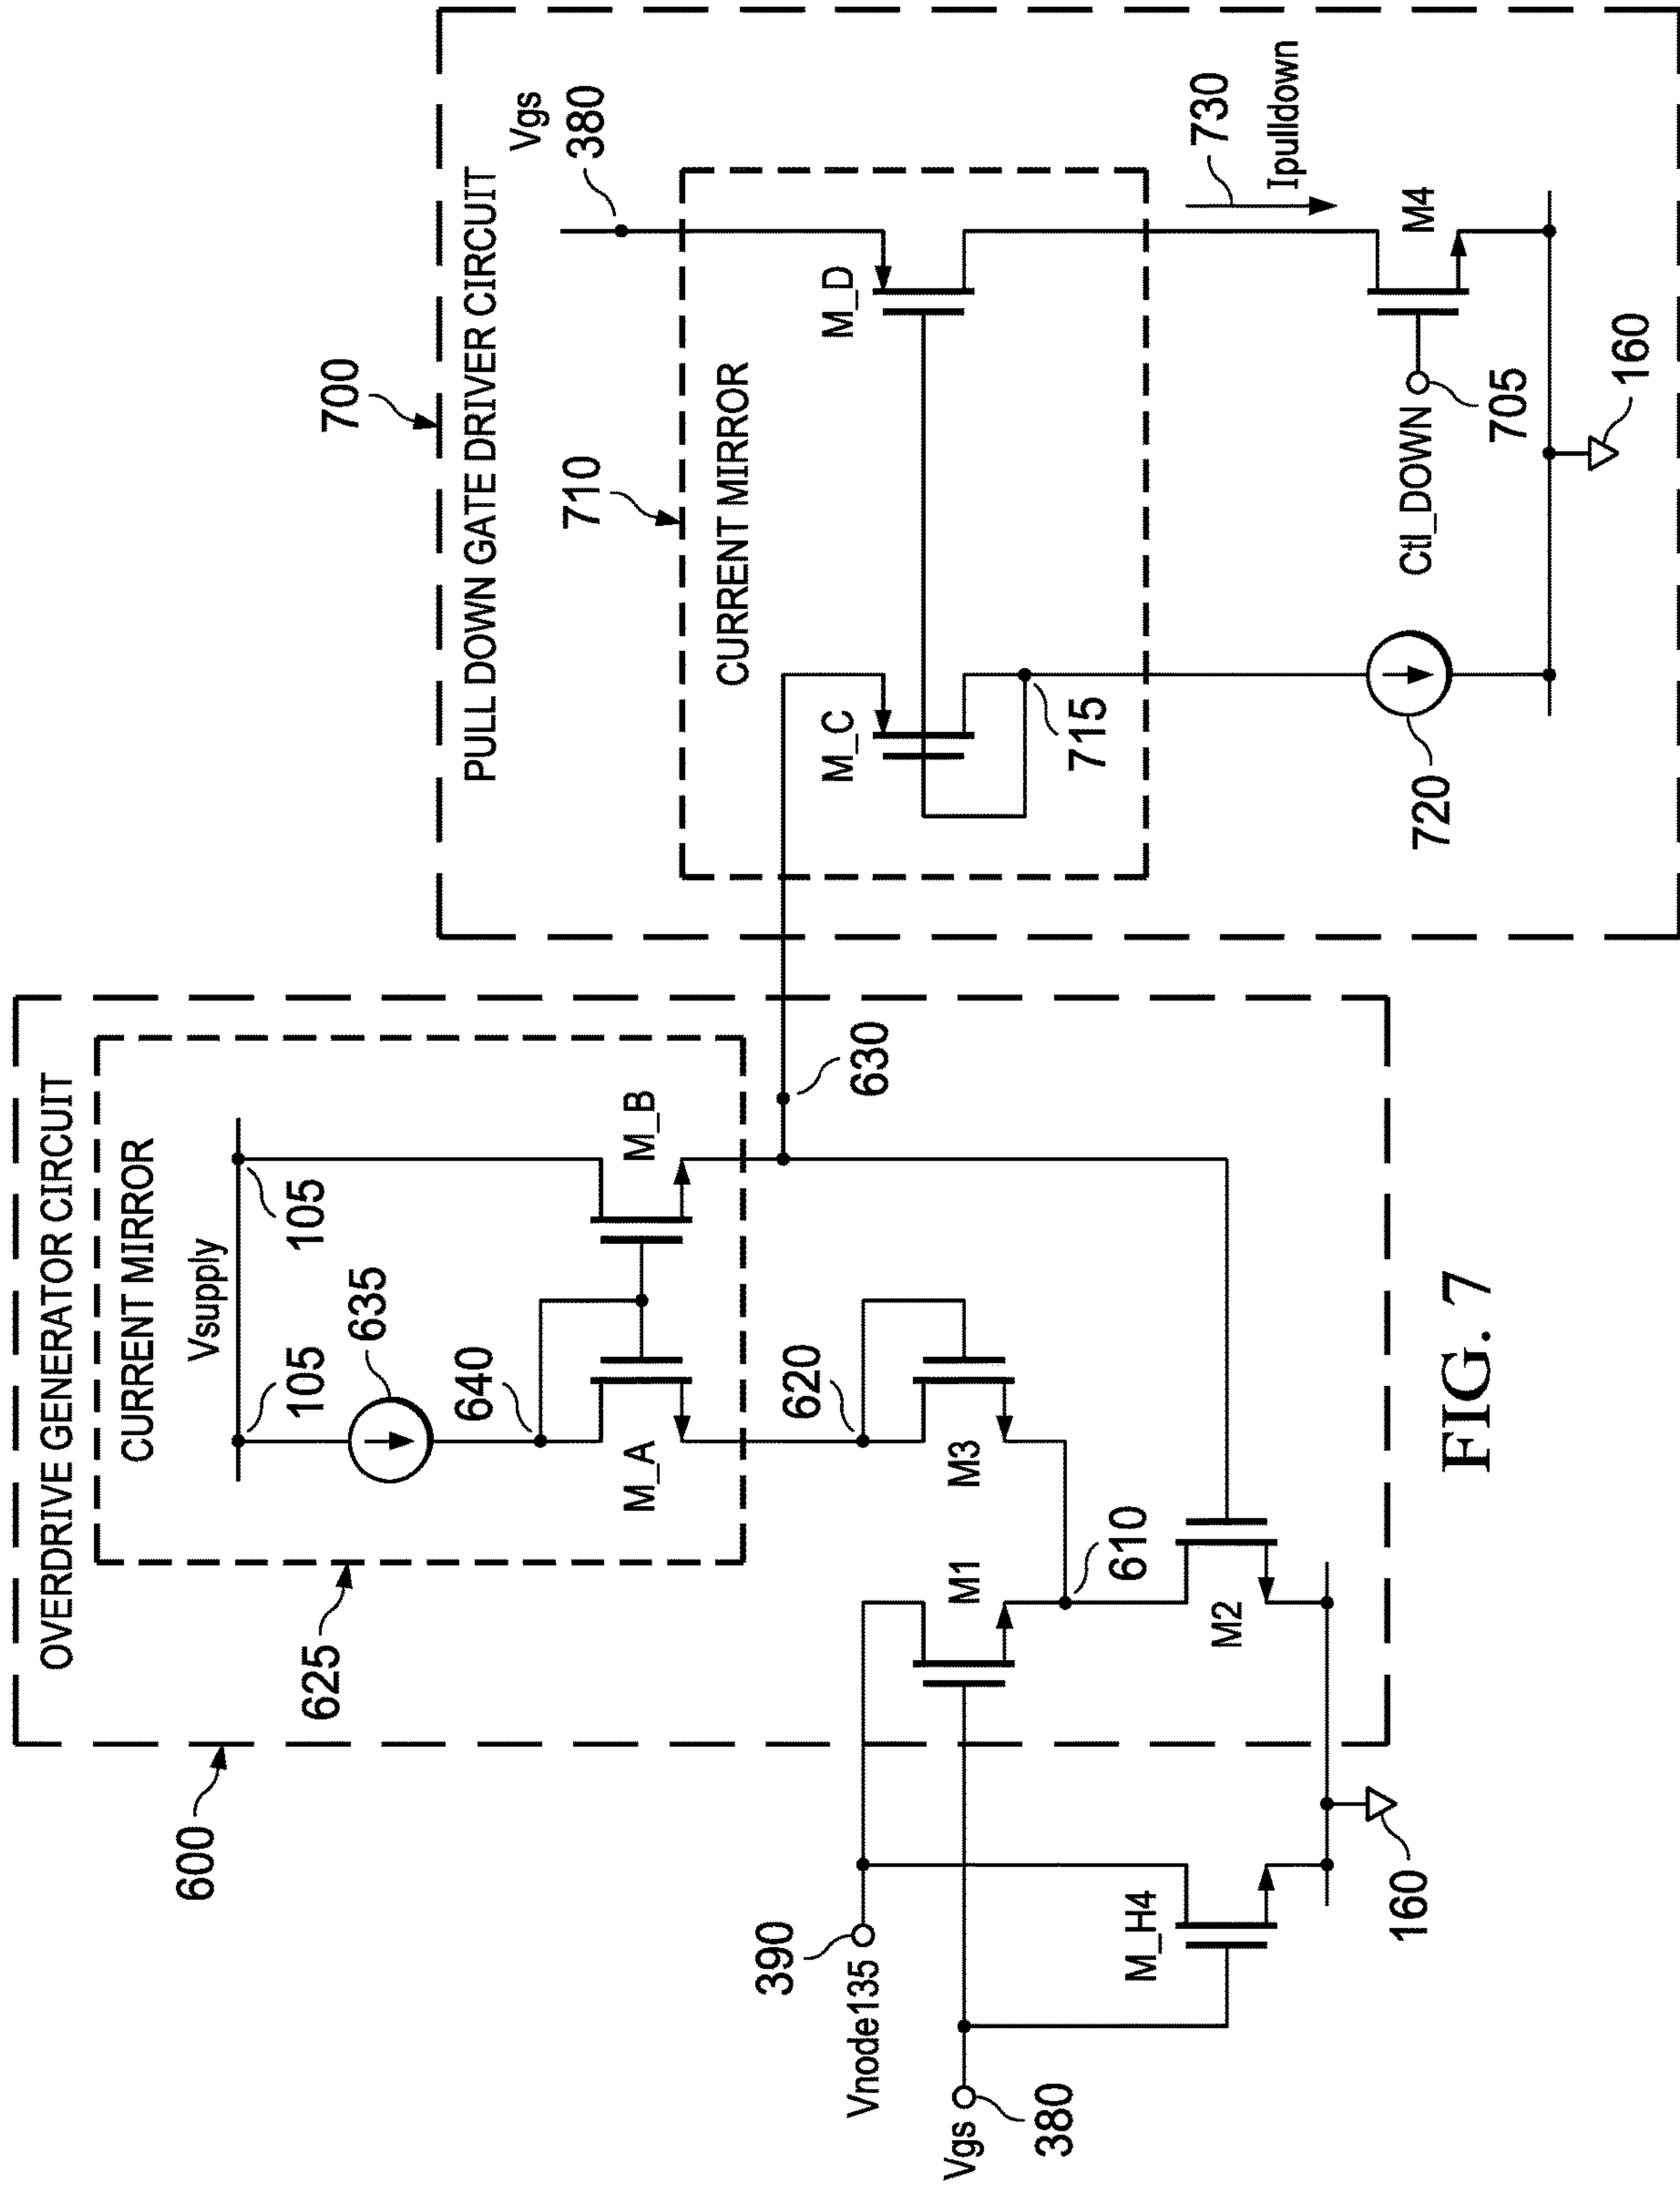 OVERDRIVE GENERATOR CIRCUIT
CURRENT MIRROR
Vsupply
105
105
635
640
M_A
M_B
625
600
620
M3
630
M1
610
M2
390
Vnode135
Vgs
380
M_H4
160
700
PULL DOWN GATE DRIVER CIRCUIT
710
CURRENT MIRROR
Vgs
380
M_C
M_D
715
730
Ipulldown
720
Ctl_DOWN
705
M4
160
FIG. 7